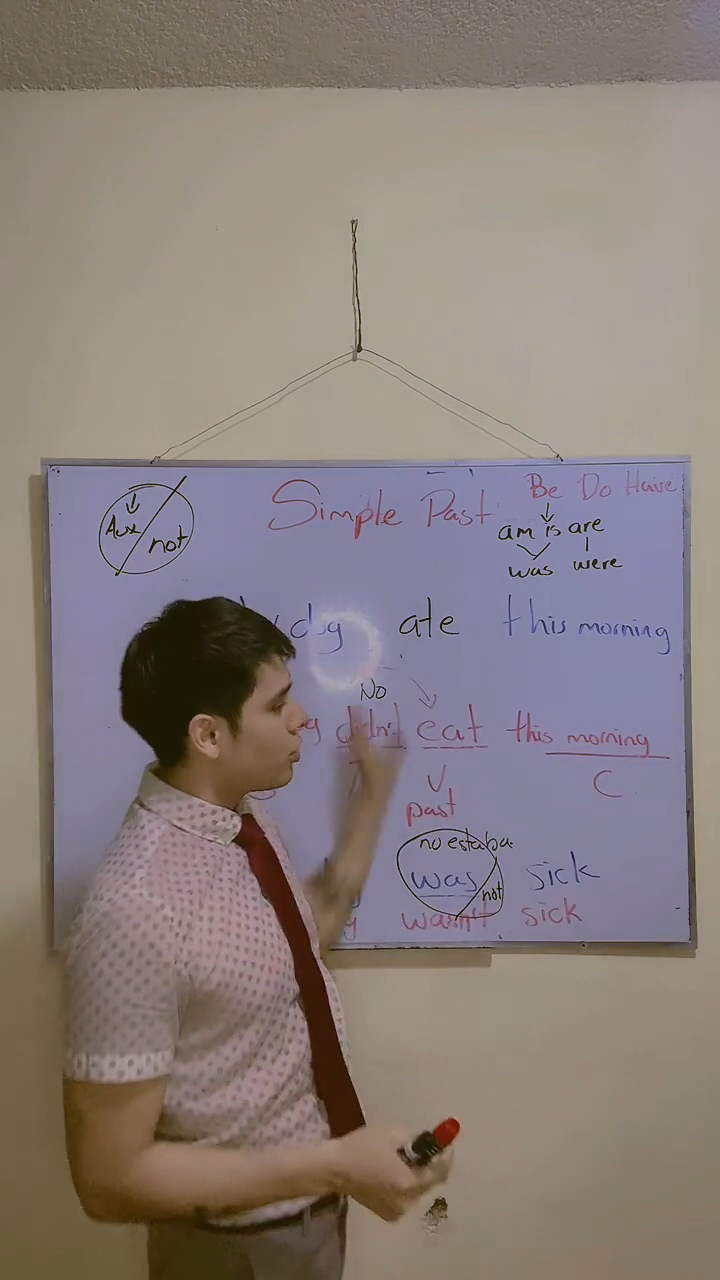 Aux / not
Simple Past
Be Do Have
am is are
was were
dog ate this morning
No
didn't eat this morning
past
C
no estaba
was not sick
wasn't sick